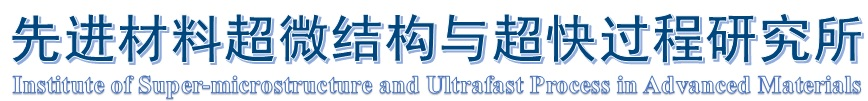 先进材料超微结构与超快过程研究所
Institute of Super-microstructure and Ultrafast Process in Advanced Materials